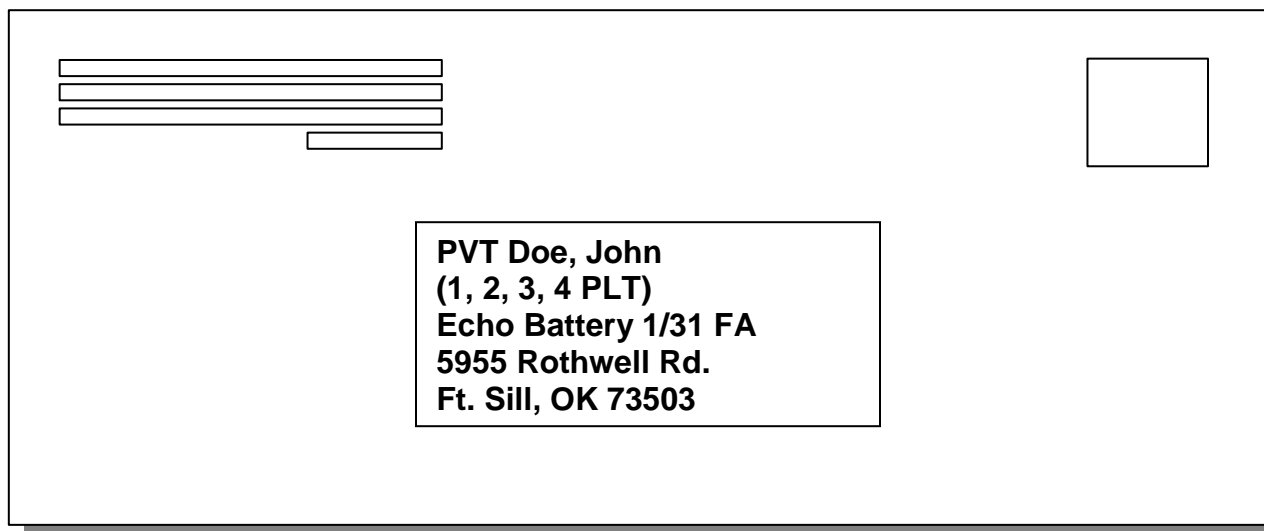 PVT Doe, John
(1, 2, 3, 4 PLT)
Echo Battery 1/31 FA
5955 Rothwell Rd.
Ft. Sill, OK 73503